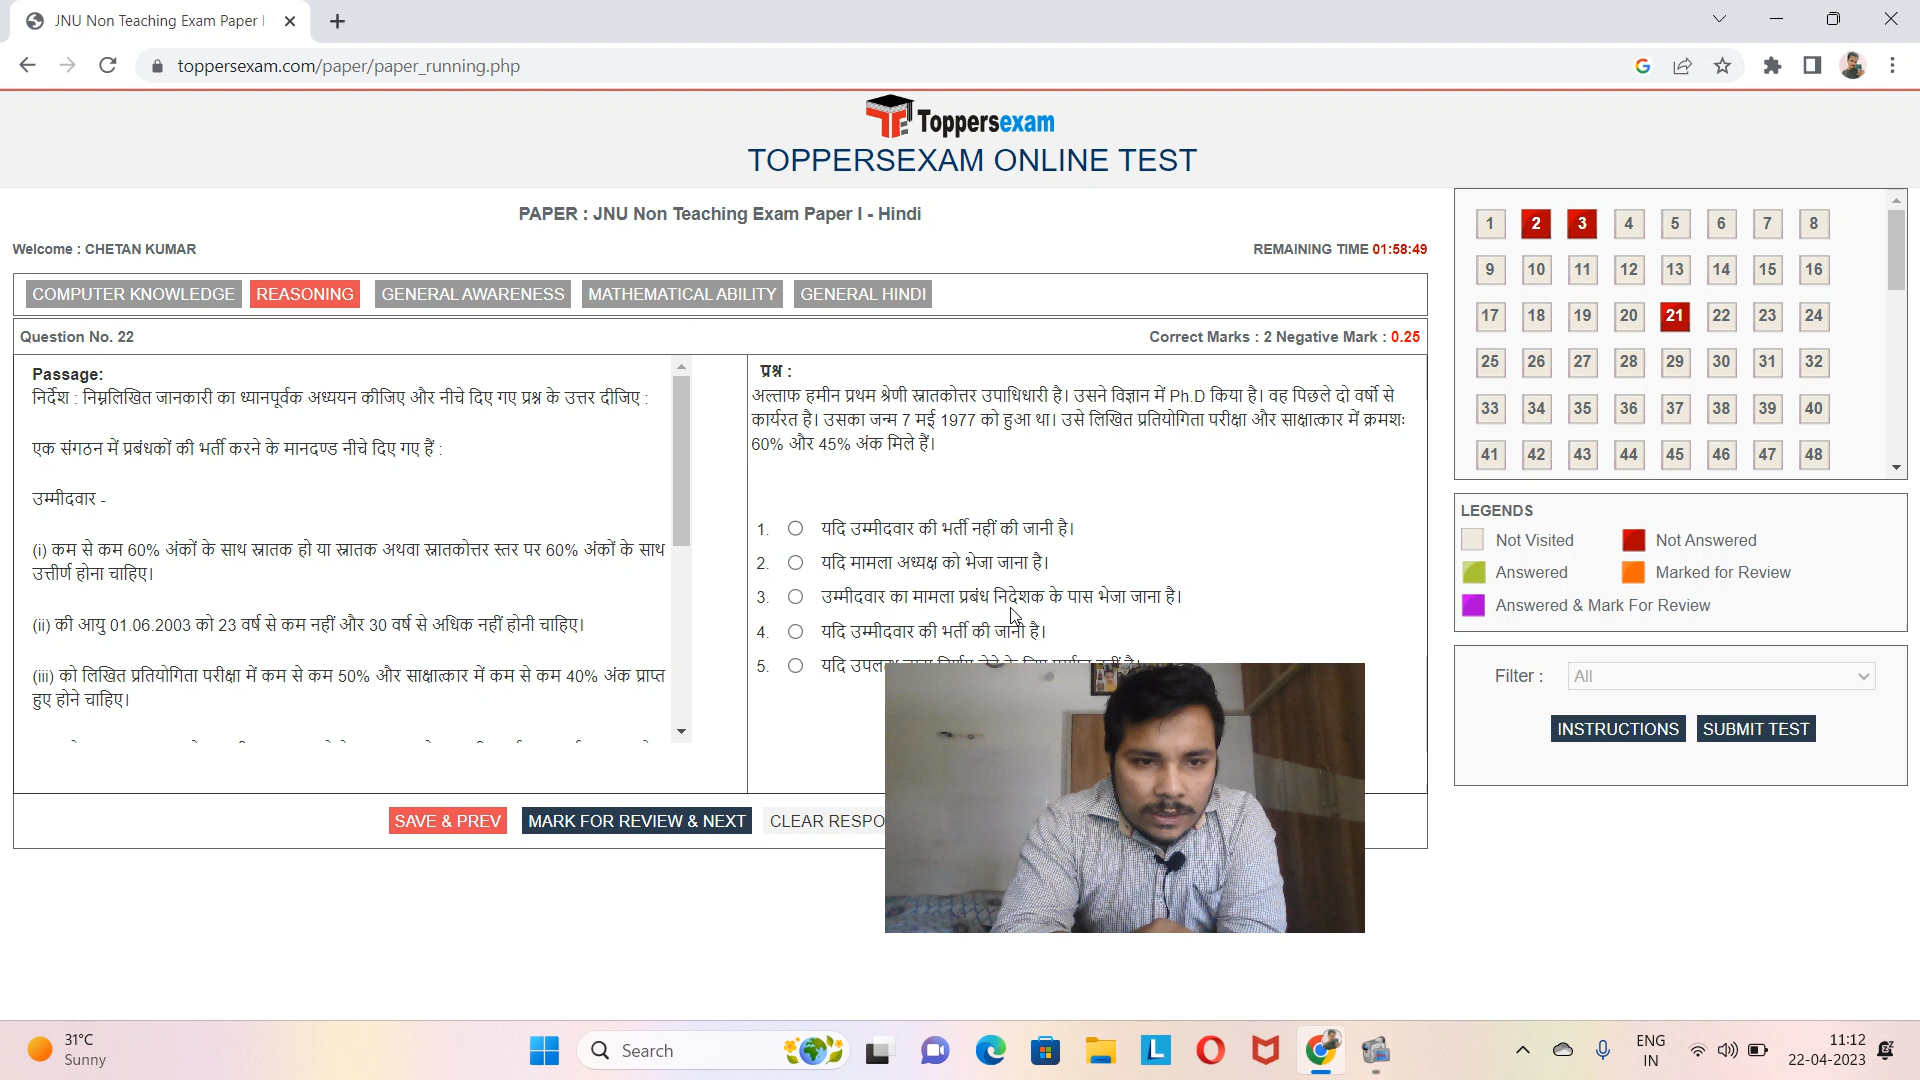 JNU Non Teaching Exam Paper I
toppersexam.com/paper/paper_running.php
Toppersexam
TOPPERSEXAM ONLINE TEST
PAPER : JNU Non Teaching Exam Paper I - Hindi
Welcome : CHETAN KUMAR
REMAINING TIME 01:58:49
COMPUTER KNOWLEDGE REASONING GENERAL AWARENESS MATHEMATICAL ABILITY GENERAL HINDI
Question No. 22
Correct Marks : 2 Negative Mark : 0.25
Passage:
निर्देश : निम्नलिखित जानकारी का ध्यानपूर्वक अध्ययन कीजिए और नीचे दिए गए प्रश्न के उत्तर दीजिए :
एक संगठन में प्रबंधकों की भर्ती करने के मानदण्ड नीचे दिए गए हैं :
उम्मीदवार -
(i) कम से कम 60% अंकों के साथ स्नातक हो या स्नातक अथवा स्नातकोत्तर स्तर पर 60% अंकों के साथ
उत्तीर्ण होना चाहिए।
(ii) की आयु 01.06.2003 को 23 वर्ष से कम नहीं और 30 वर्ष से अधिक नहीं होनी चाहिए।
(iii) को लिखित प्रतियोगिता परीक्षा में कम से कम 50% और साक्षात्कार में कम से कम 40% अंक प्राप्त
हुए होने चाहिए।
प्रश्न :
अल्ताफ हमीन प्रथम श्रेणी स्नातकोत्तर उपाधिधारी है। उसने विज्ञान में Ph.D किया है। वह पिछले दो वर्षो से
कार्यरत है। उसका जन्म 7 मई 1977 को हुआ था। उसे लिखित प्रतियोगिता परीक्षा और साक्षात्कार में क्रमशः
60% और 45% अंक मिले हैं।
1. यदि उम्मीदवार की भर्ती नहीं की जानी है।
2. यदि मामला अध्यक्ष को भेजा जाना है।
3. उम्मीदवार का मामला प्रबंध निदेशक के पास भेजा जाना है।
4. यदि उम्मीदवार की भर्ती की जानी है।
5. यदि
SAVE & PREV MARK FOR REVIEW & NEXT CLEAR RESPO
1 2 3 4 5 6 7 8
9 10 11 12 13 14 15 16
17 18 19 20 21 22 23 24
25 26 27 28 29 30 31 32
33 34 35 36 37 38 39 40
41 42 43 44 45 46 47 48
LEGENDS
Not Visited Not Answered
Answered Marked for Review
Answered & Mark For Review
Filter : All
INSTRUCTIONS SUBMIT TEST
31°C
Sunny
Search
ENG
IN
11:12
22-04-2023